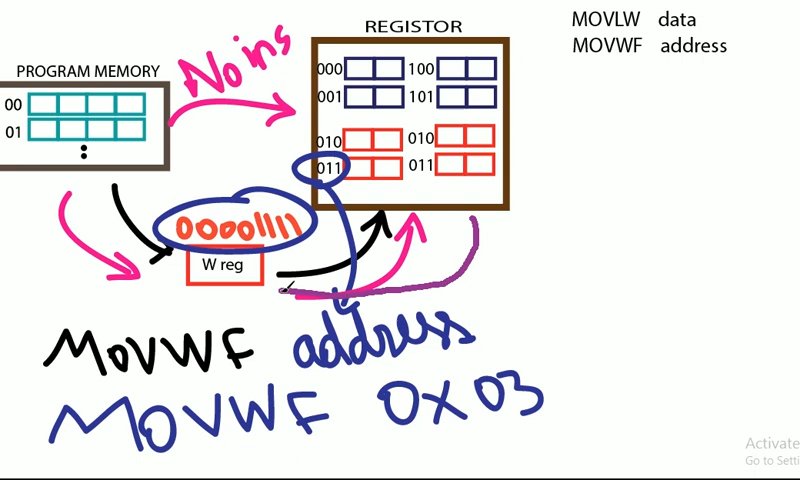 MOVLW data
MOVWF address
REGISTOR
PROGRAM MEMORY
No ins
00
01
000
100
001
101
010
010
011
011
00001111
W reg
MOVWF address
MOVWF 0x03
Activate
Go to Setti